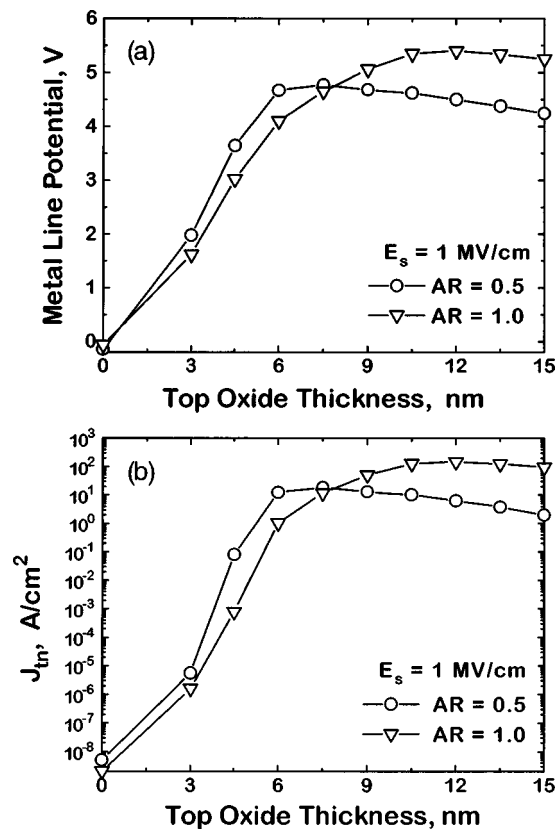 (a)
6
5
4
3
2
1
0
Metal Line Potential, V
E_s = 1 MV/cm
AR = 0.5
AR = 1.0
0 3 6 9 12 15
Top Oxide Thickness, nm
(b)
10^3
10^2
10^1
10^0
10^-1
10^-2
10^-3
10^-4
10^-5
10^-6
10^-7
10^-8
J_tn, A/cm^2
E_s = 1 MV/cm
AR = 0.5
AR = 1.0
0 3 6 9 12 15
Top Oxide Thickness, nm